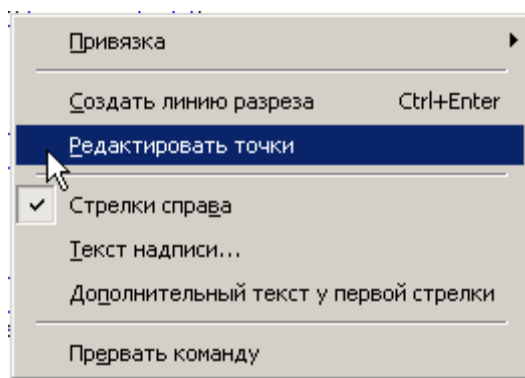 Привязка
Создать линию разреза Ctrl+Enter
Редактировать точки
Стрелки справа
Текст надписи...
Дополнительный текст у первой стрелки
Прервать команду